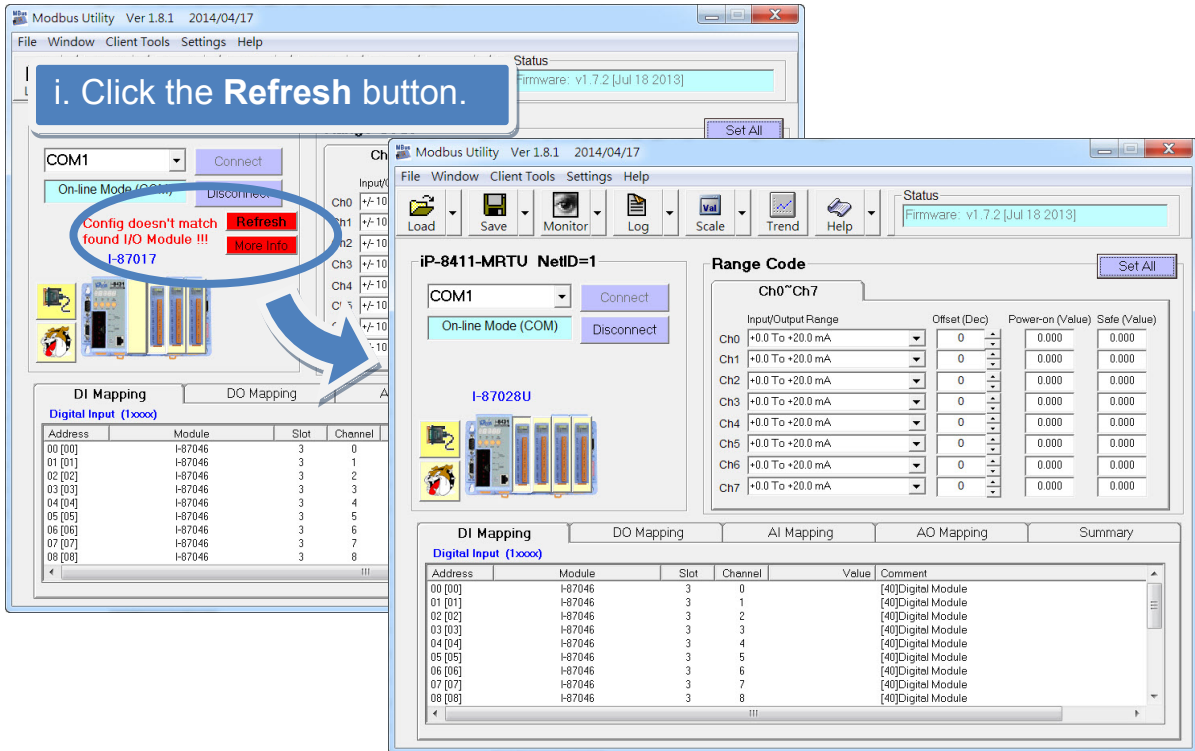 Modbus Utility Ver 1.8.1 2014/04/17
File Window Client Tools Settings Help
i. Click the Refresh button.
Status
Firmware: v1.7.2 [Jul 18 2013]
Set All
COM1
Connect
On-line Mode (COM)
Disconnect
Config doesn't match
found I/O Module !!!
Refresh
More Info
I-87017
Ch0 +/-10
Ch1 +/-10
Ch2 +/-10
Ch3 +/-10
Ch4 +/-10
DI Mapping DO Mapping
Digital Input (1xxxx)
Address Module Slot Channel
00 [00] I-87046 3 0
01 [01] I-87046 3 1
02 [02] I-87046 3 2
03 [03] I-87046 3 3
04 [04] I-87046 3 4
05 [05] I-87046 3 5
06 [06] I-87046 3 6
07 [07] I-87046 3 7
08 [08] I-87046 3 8
Modbus Utility Ver 1.8.1 2014/04/17
File Window Client Tools Settings Help
Load Save Monitor Log Scale Trend Help
Status
Firmware: v1.7.2 [Jul 18 2013]
iP-8411-MRTU NetID=1
COM1
Connect
On-line Mode (COM)
Disconnect
I-87028U
Range Code
Set All
Ch0~Ch7
Input/Output Range Offset (Dec) Power-on (Value) Safe (Value)
Ch0 +0.0 To +20.0 mA 0 0.000 0.000
Ch1 +0.0 To +20.0 mA 0 0.000 0.000
Ch2 +0.0 To +20.0 mA 0 0.000 0.000
Ch3 +0.0 To +20.0 mA 0 0.000 0.000
Ch4 +0.0 To +20.0 mA 0 0.000 0.000
Ch5 +0.0 To +20.0 mA 0 0.000 0.000
Ch6 +0.0 To +20.0 mA 0 0.000 0.000
Ch7 +0.0 To +20.0 mA 0 0.000 0.000
DI Mapping DO Mapping AI Mapping AO Mapping Summary
Digital Input (1xxxx)
Address Module Slot Channel Value Comment
00 [00] I-87046 3 0 [40]Digital Module
01 [01] I-87046 3 1 [40]Digital Module
02 [02] I-87046 3 2 [40]Digital Module
03 [03] I-87046 3 3 [40]Digital Module
04 [04] I-87046 3 4 [40]Digital Module
05 [05] I-87046 3 5 [40]Digital Module
06 [06] I-87046 3 6 [40]Digital Module
07 [07] I-87046 3 7 [40]Digital Module
08 [08] I-87046 3 8 [40]Digital Module